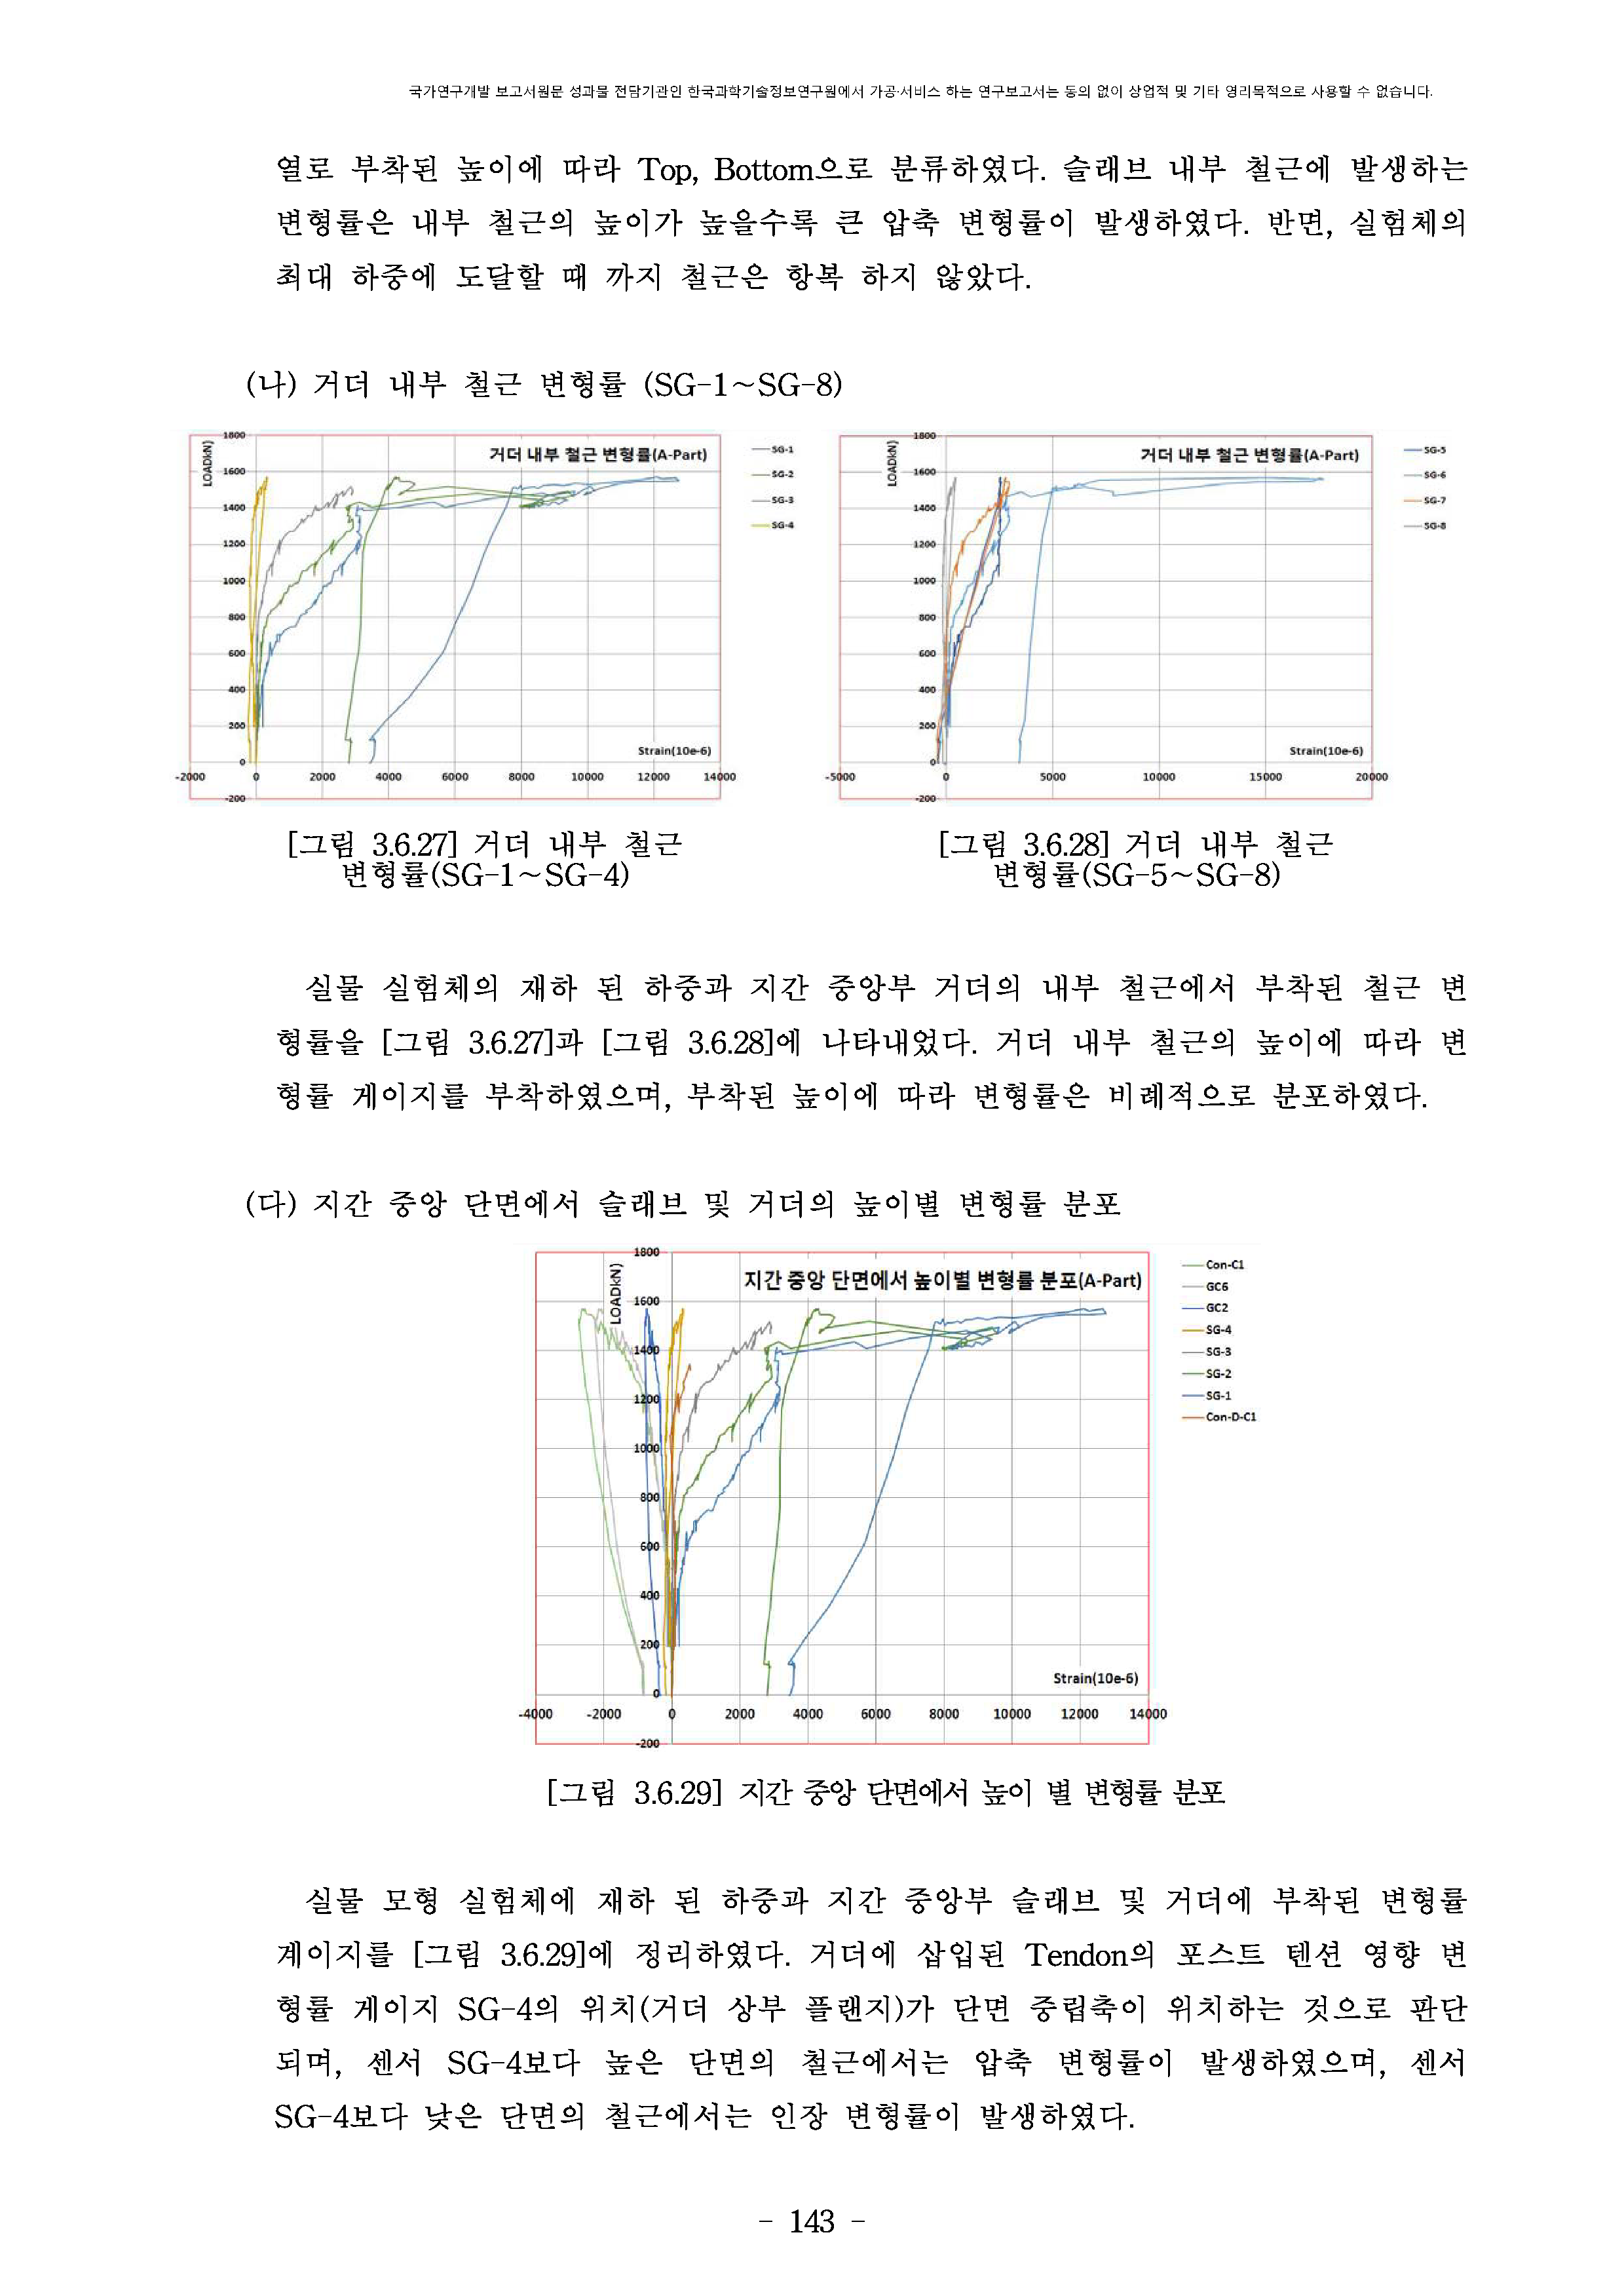 국가연구개발 보고서원문 성과물 전담기관인 한국과학기술정보연구원에서 가공·서비스 하는 연구보고서는 동의 없이 상업적 및 기타 영리목적으로 사용할 수 없습니다.
열로 부착된 높이에 따라 Top, Bottom으로 분류하였다. 슬래브 내부 철근에 발생하는
변형률은 내부 철근의 높이가 높을수록 큰 압축 변형률이 발생하였다. 반면, 실험체의
최대 하중에 도달할 때 까지 철근은 항복 하지 않았다.
(나) 거더 내부 철근 변형률 (SG-1~SG-8)
거더 내부 철근 변형률(A-Part)
LOAD(kN)
1800
1600
1400
1200
1000
800
600
400
200
0
-200
Strain(10e-6)
-2000 0 2000 4000 6000 8000 10000 12000 14000
SG-1
SG-2
SG-3
SG-4
거더 내부 철근 변형률(A-Part)
LOAD(kN)
1800
1600
1400
1200
1000
800
600
400
200
0
-200
Strain(10e-6)
-5000 0 5000 10000 15000 20000
SG-5
SG-6
SG-7
SG-8
[그림 3.6.27] 거더 내부 철근
변형률(SG-1~SG-4)
[그림 3.6.28] 거더 내부 철근
변형률(SG-5~SG-8)
실물 실험체의 재하 된 하중과 지간 중앙부 거더의 내부 철근에서 부착된 철근 변
형률을 [그림 3.6.27]과 [그림 3.6.28]에 나타내었다. 거더 내부 철근의 높이에 따라 변
형률 게이지를 부착하였으며, 부착된 높이에 따라 변형률은 비례적으로 분포하였다.
(다) 지간 중앙 단면에서 슬래브 및 거더의 높이별 변형률 분포
지간 중앙 단면에서 높이별 변형률 분포(A-Part)
LOAD(kN)
1800
1600
1400
1200
1000
800
600
400
200
0
-200
Strain(10e-6)
-4000 -2000 0 2000 4000 6000 8000 10000 12000 14000
Con-C1
GC6
GC2
SG-4
SG-3
SG-2
SG-1
Con-D-C1
[그림 3.6.29] 지간 중앙 단면에서 높이 별 변형률 분포
실물 모형 실험체에 재하 된 하중과 지간 중앙부 슬래브 및 거더에 부착된 변형률
계이지를 [그림 3.6.29]에 정리하였다. 거더에 삽입된 Tendon의 포스트 텐션 영향 변
형률 게이지 SG-4의 위치(거더 상부 플랜지)가 단면 중립축이 위치하는 것으로 판단
되며, 센서 SG-4보다 높은 단면의 철근에서는 압축 변형률이 발생하였으며, 센서
SG-4보다 낮은 단면의 철근에서는 인장 변형률이 발생하였다.
- 143 -